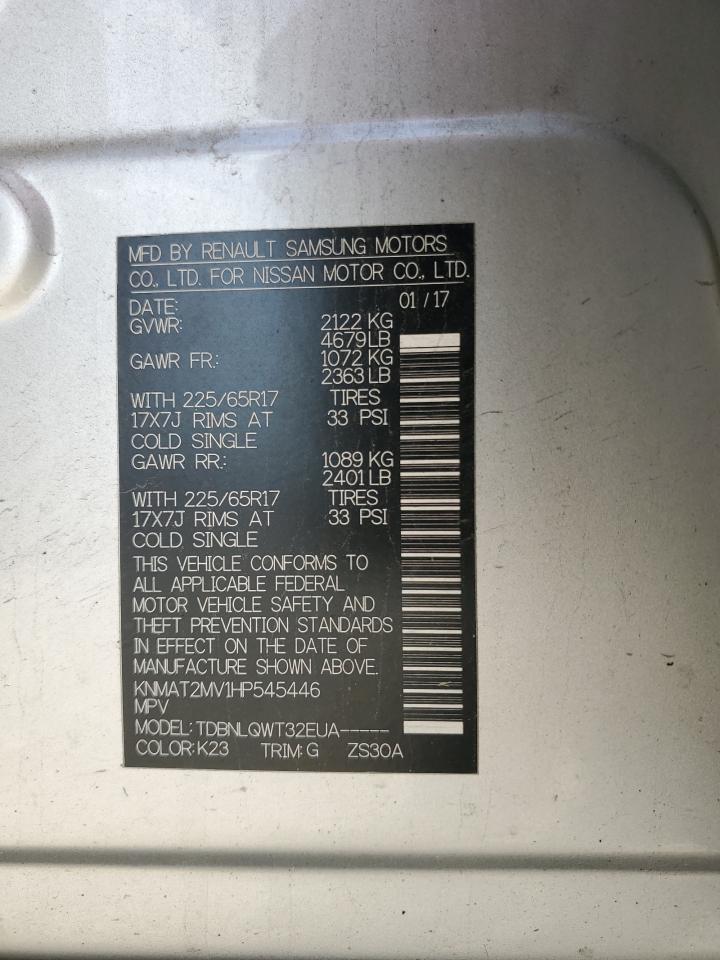 MFD BY RENAULT SAMSUNG MOTORS
CO., LTD. FOR NISSAN MOTOR CO., LTD.
DATE: 01 / 17
GVWR: 2122 KG
4679 LB
GAWR FR.: 1072 KG
2363 LB
WITH 225/65R17 TIRES
17X7J RIMS AT 33 PSI
COLD SINGLE
GAWR RR.: 1089 KG
2401 LB
WITH 225/65R17 TIRES
17X7J RIMS AT 33 PSI
COLD SINGLE
THIS VEHICLE CONFORMS TO
ALL APPLICABLE FEDERAL
MOTOR VEHICLE SAFETY AND
THEFT PREVENTION STANDARDS
IN EFFECT ON THE DATE OF
MANUFACTURE SHOWN ABOVE.
KNMAT2MV1HP545446
MPV
MODEL: TDBNLQWT32EUA-----
COLOR: K23 TRIM: G ZS30A